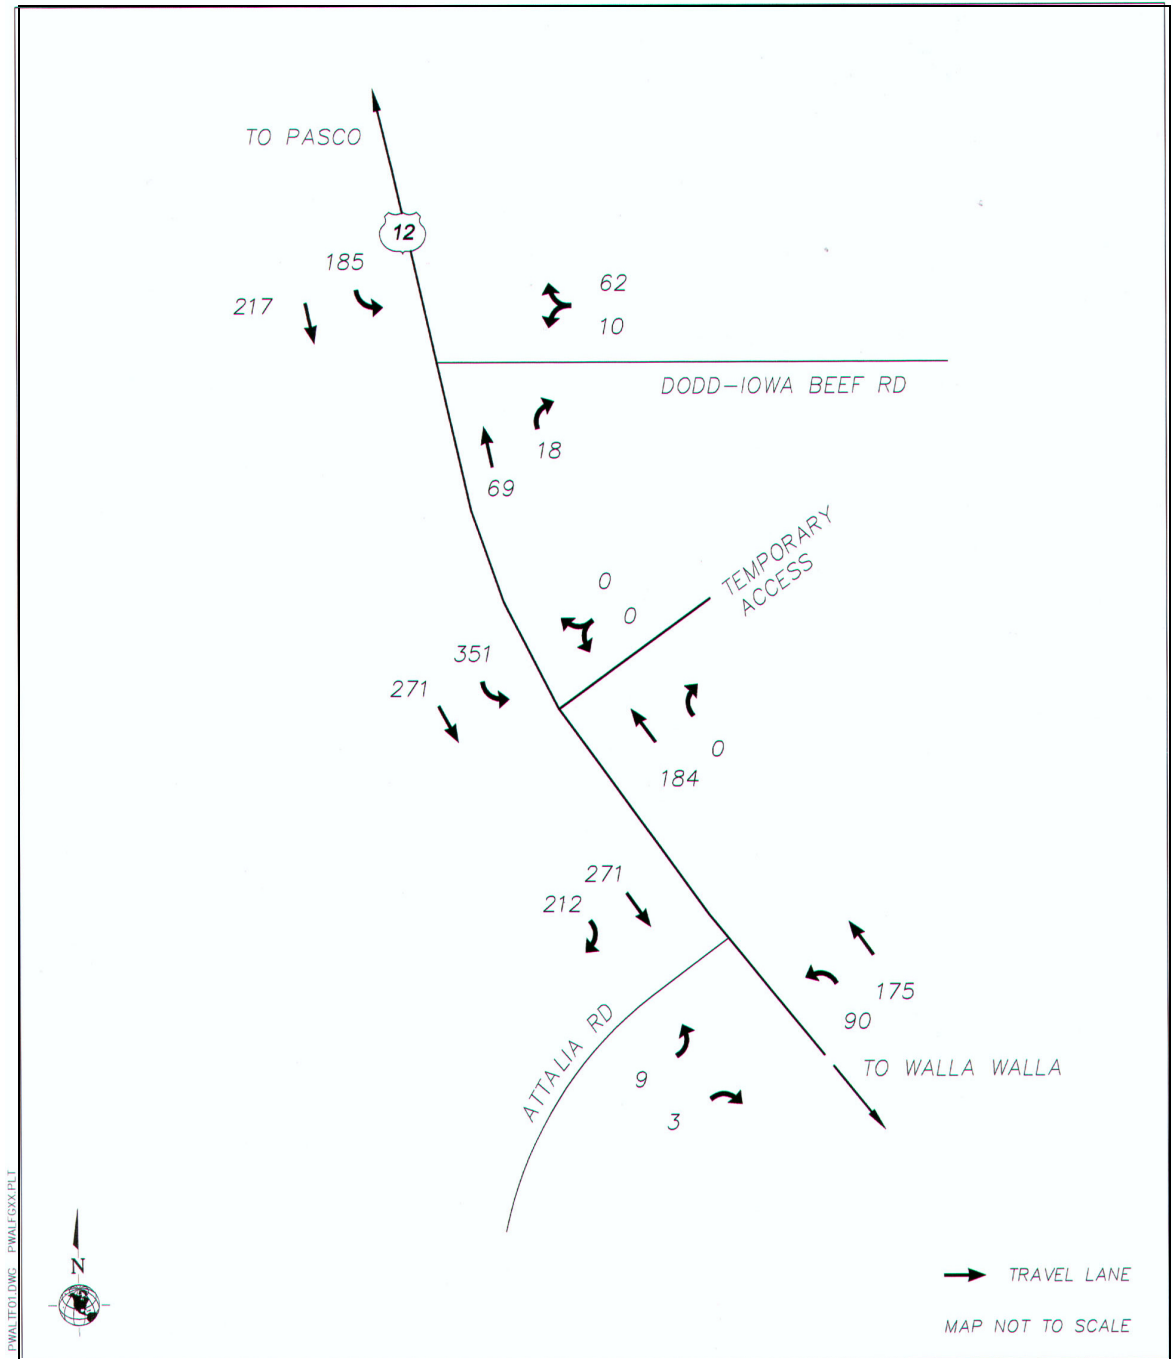 TO PASCO
12
185
217
62
10
DODD-IOWA BEEF RD
18
69
TEMPORARY
ACCESS
0
0
351
271
0
184
271
212
175
90
ATTALIA RD
TO WALLA WALLA
9
3
N
TRAVEL LANE
MAP NOT TO SCALE
PWALTF01.DWG PWALFGXX.PLT